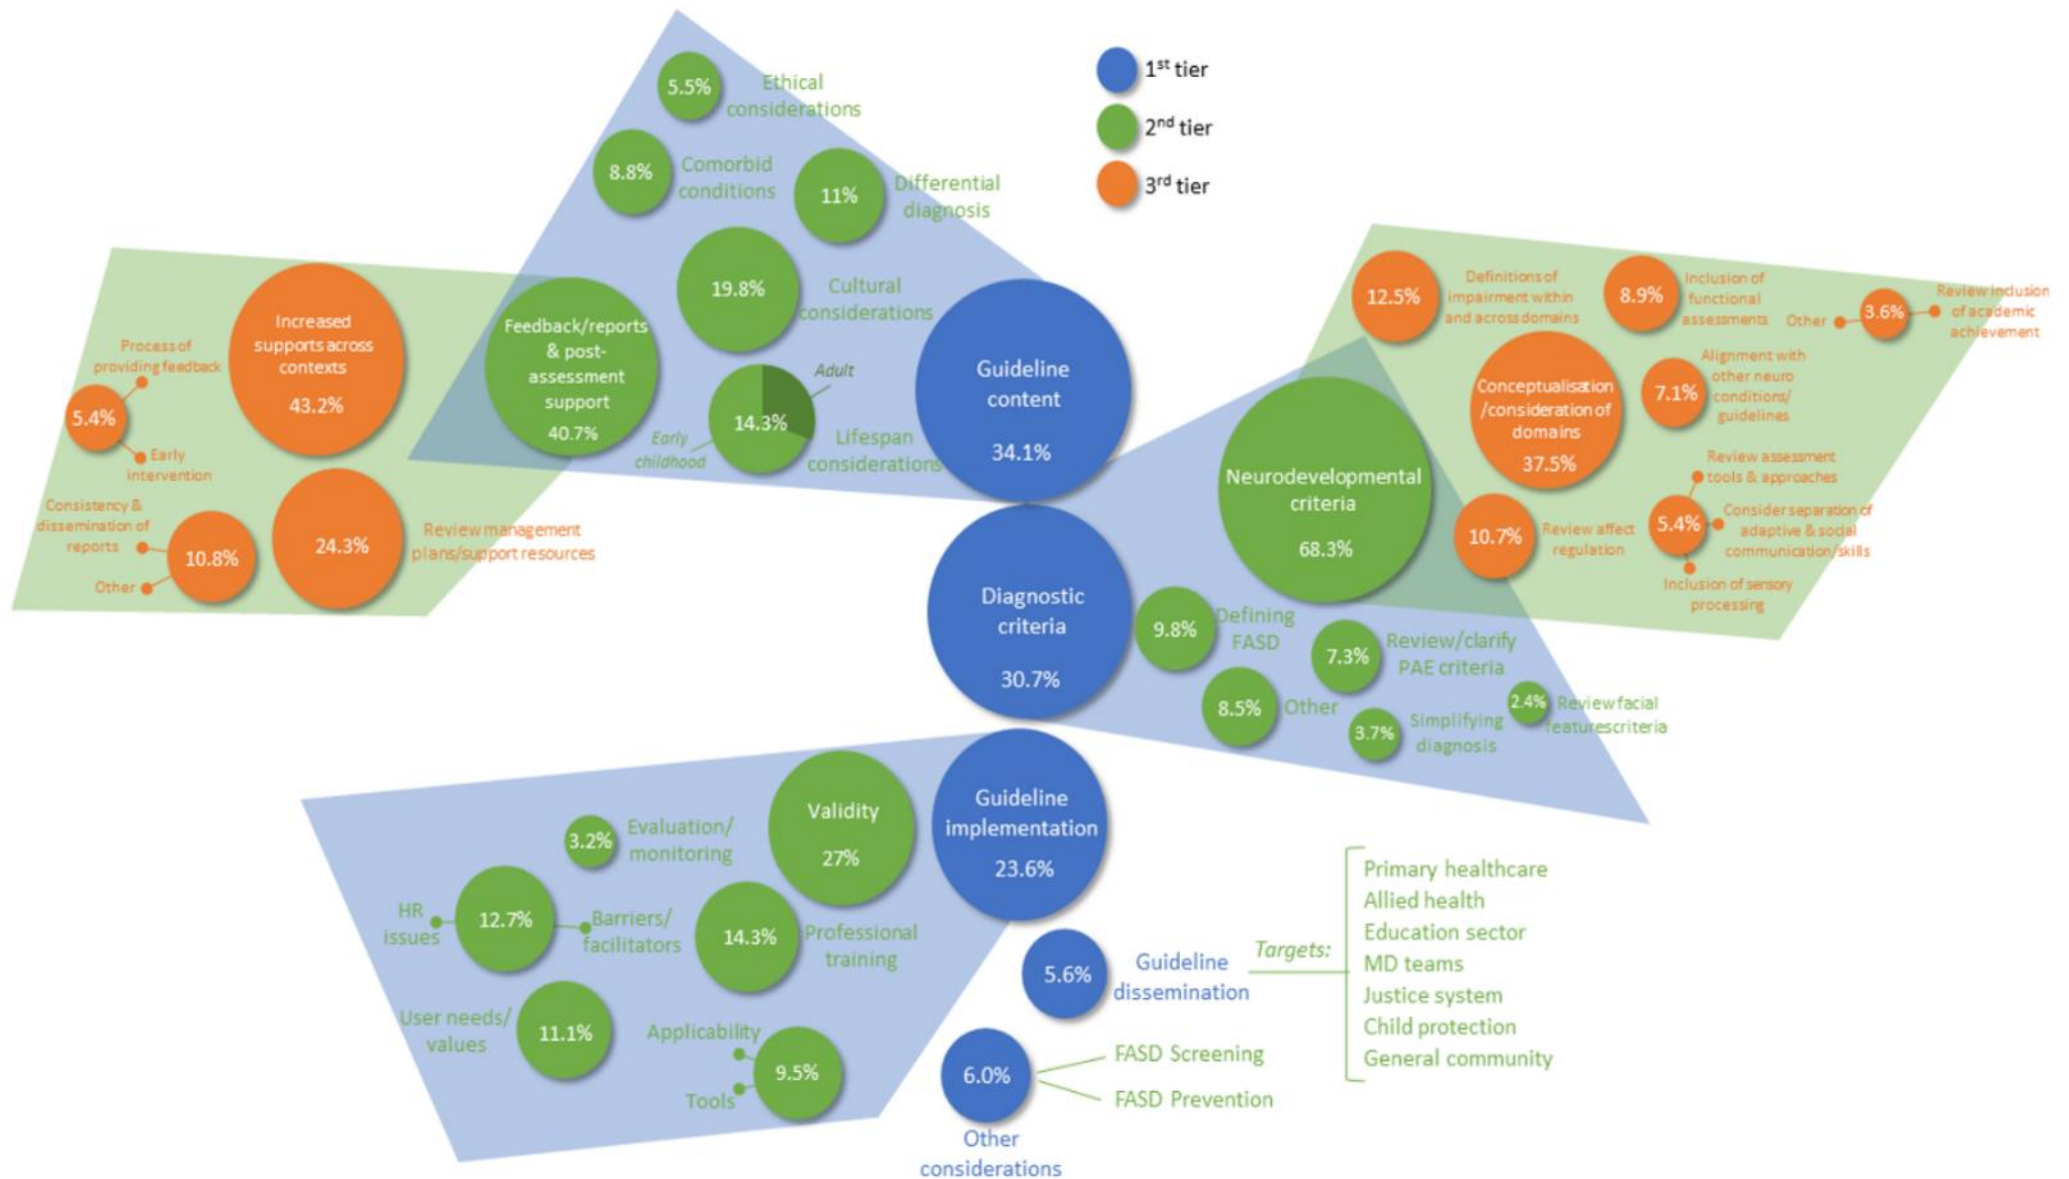 1st tier
2nd tier
3rd tier
5.5%
Ethical
considerations
8.8%
Comorbid
conditions
11%
Differential
diagnosis
19.8%
Cultural
considerations
14.3%
Adult
Early
childhood
Lifespan
considerations
Feedback/reports
& post-
assessment
support
40.7%
Guideline
content
34.1%
Increased
supports across
contexts
43.2%
Process of
providing feedback
5.4%
Early
intervention
Consistency &
dissemination of
reports
10.8%
Other
24.3%
Review management
plans/support resources
Diagnostic
criteria
30.7%
Neurodevelopmental
criteria
68.3%
9.8%
Defining
FASD
7.3%
Review/clarify
PAE criteria
8.5%
Other
3.7%
Simplifying
diagnosis
2.4%
Review facial
featurescriteria
12.5%
Definitions of
impairment within
and across domains
8.9%
Inclusion of
functional
assessments
Other
3.6%
Review inclusion
of academic
achievement
Conceptualisation
/consideration of
domains
37.5%
7.1%
Alignment with
other neuro
conditions/
guidelines
10.7%
Review affect
regulation
5.4%
Review assessment
tools & approaches
Consider separation of
adaptive & social
communication/skills
Inclusion of sensory
processing
Guideline
implementation
23.6%
Validity
27%
3.2%
Evaluation/
monitoring
HR
issues
12.7%
Barriers/
facilitators
14.3%
Professional
training
User needs/
values
11.1%
Applicability
Tools
9.5%
5.6%
Guideline
dissemination
Targets:
Primary healthcare
Allied health
Education sector
MD teams
Justice system
Child protection
General community
6.0%
Other
considerations
FASD Screening
FASD Prevention